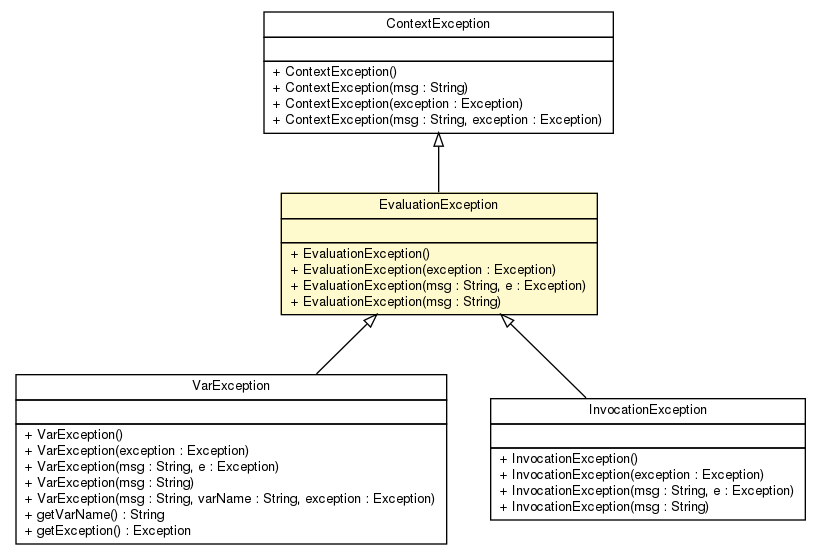 ContextException
+ ContextException()
+ ContextException(msg : String)
+ ContextException(exception : Exception)
+ ContextException(msg : String, exception : Exception)
EvaluationException
+ EvaluationException()
+ EvaluationException(exception : Exception)
+ EvaluationException(msg : String, e : Exception)
+ EvaluationException(msg : String)
VarException
+ VarException()
+ VarException(exception : Exception)
+ VarException(msg : String, e : Exception)
+ VarException(msg : String)
+ VarException(msg : String, varName : String, exception : Exception)
+ getVarName() : String
+ getException() : Exception
InvocationException
+ InvocationException()
+ InvocationException(exception : Exception)
+ InvocationException(msg : String, e : Exception)
+ InvocationException(msg : String)